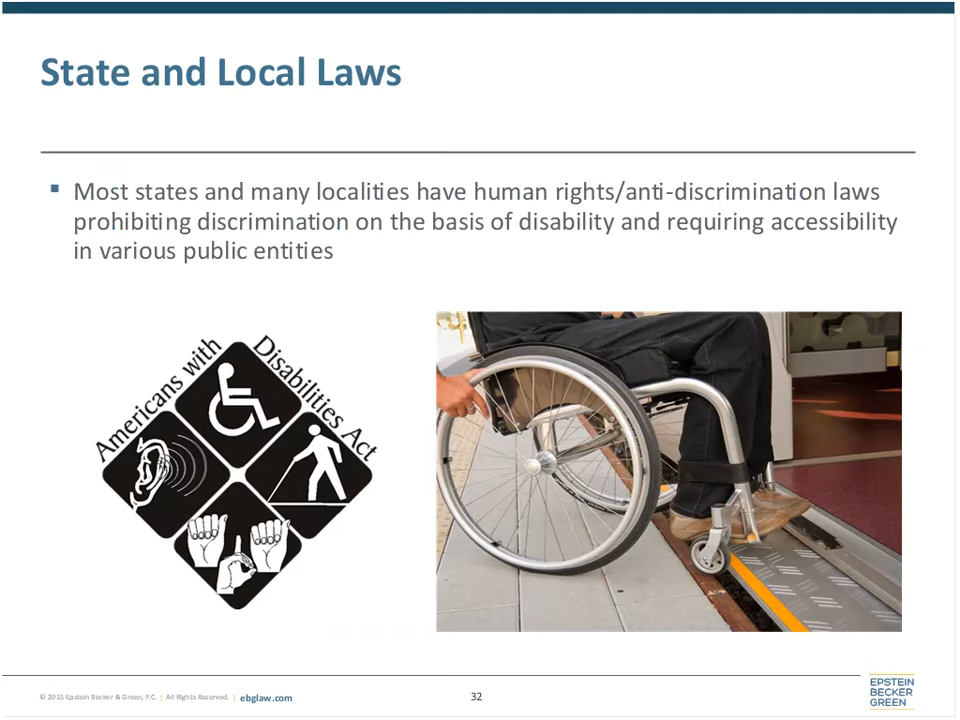 State and Local Laws
▪ Most states and many localities have human rights/anti-discrimination laws
prohibiting discrimination on the basis of disability and requiring accessibility
in various public entities
Americans with
Disabilities Act
© 2015 Epstein Becker & Green, P.C. | All Rights Reserved. | ebglaw.com
32
EPSTEIN
BECKER
GREEN